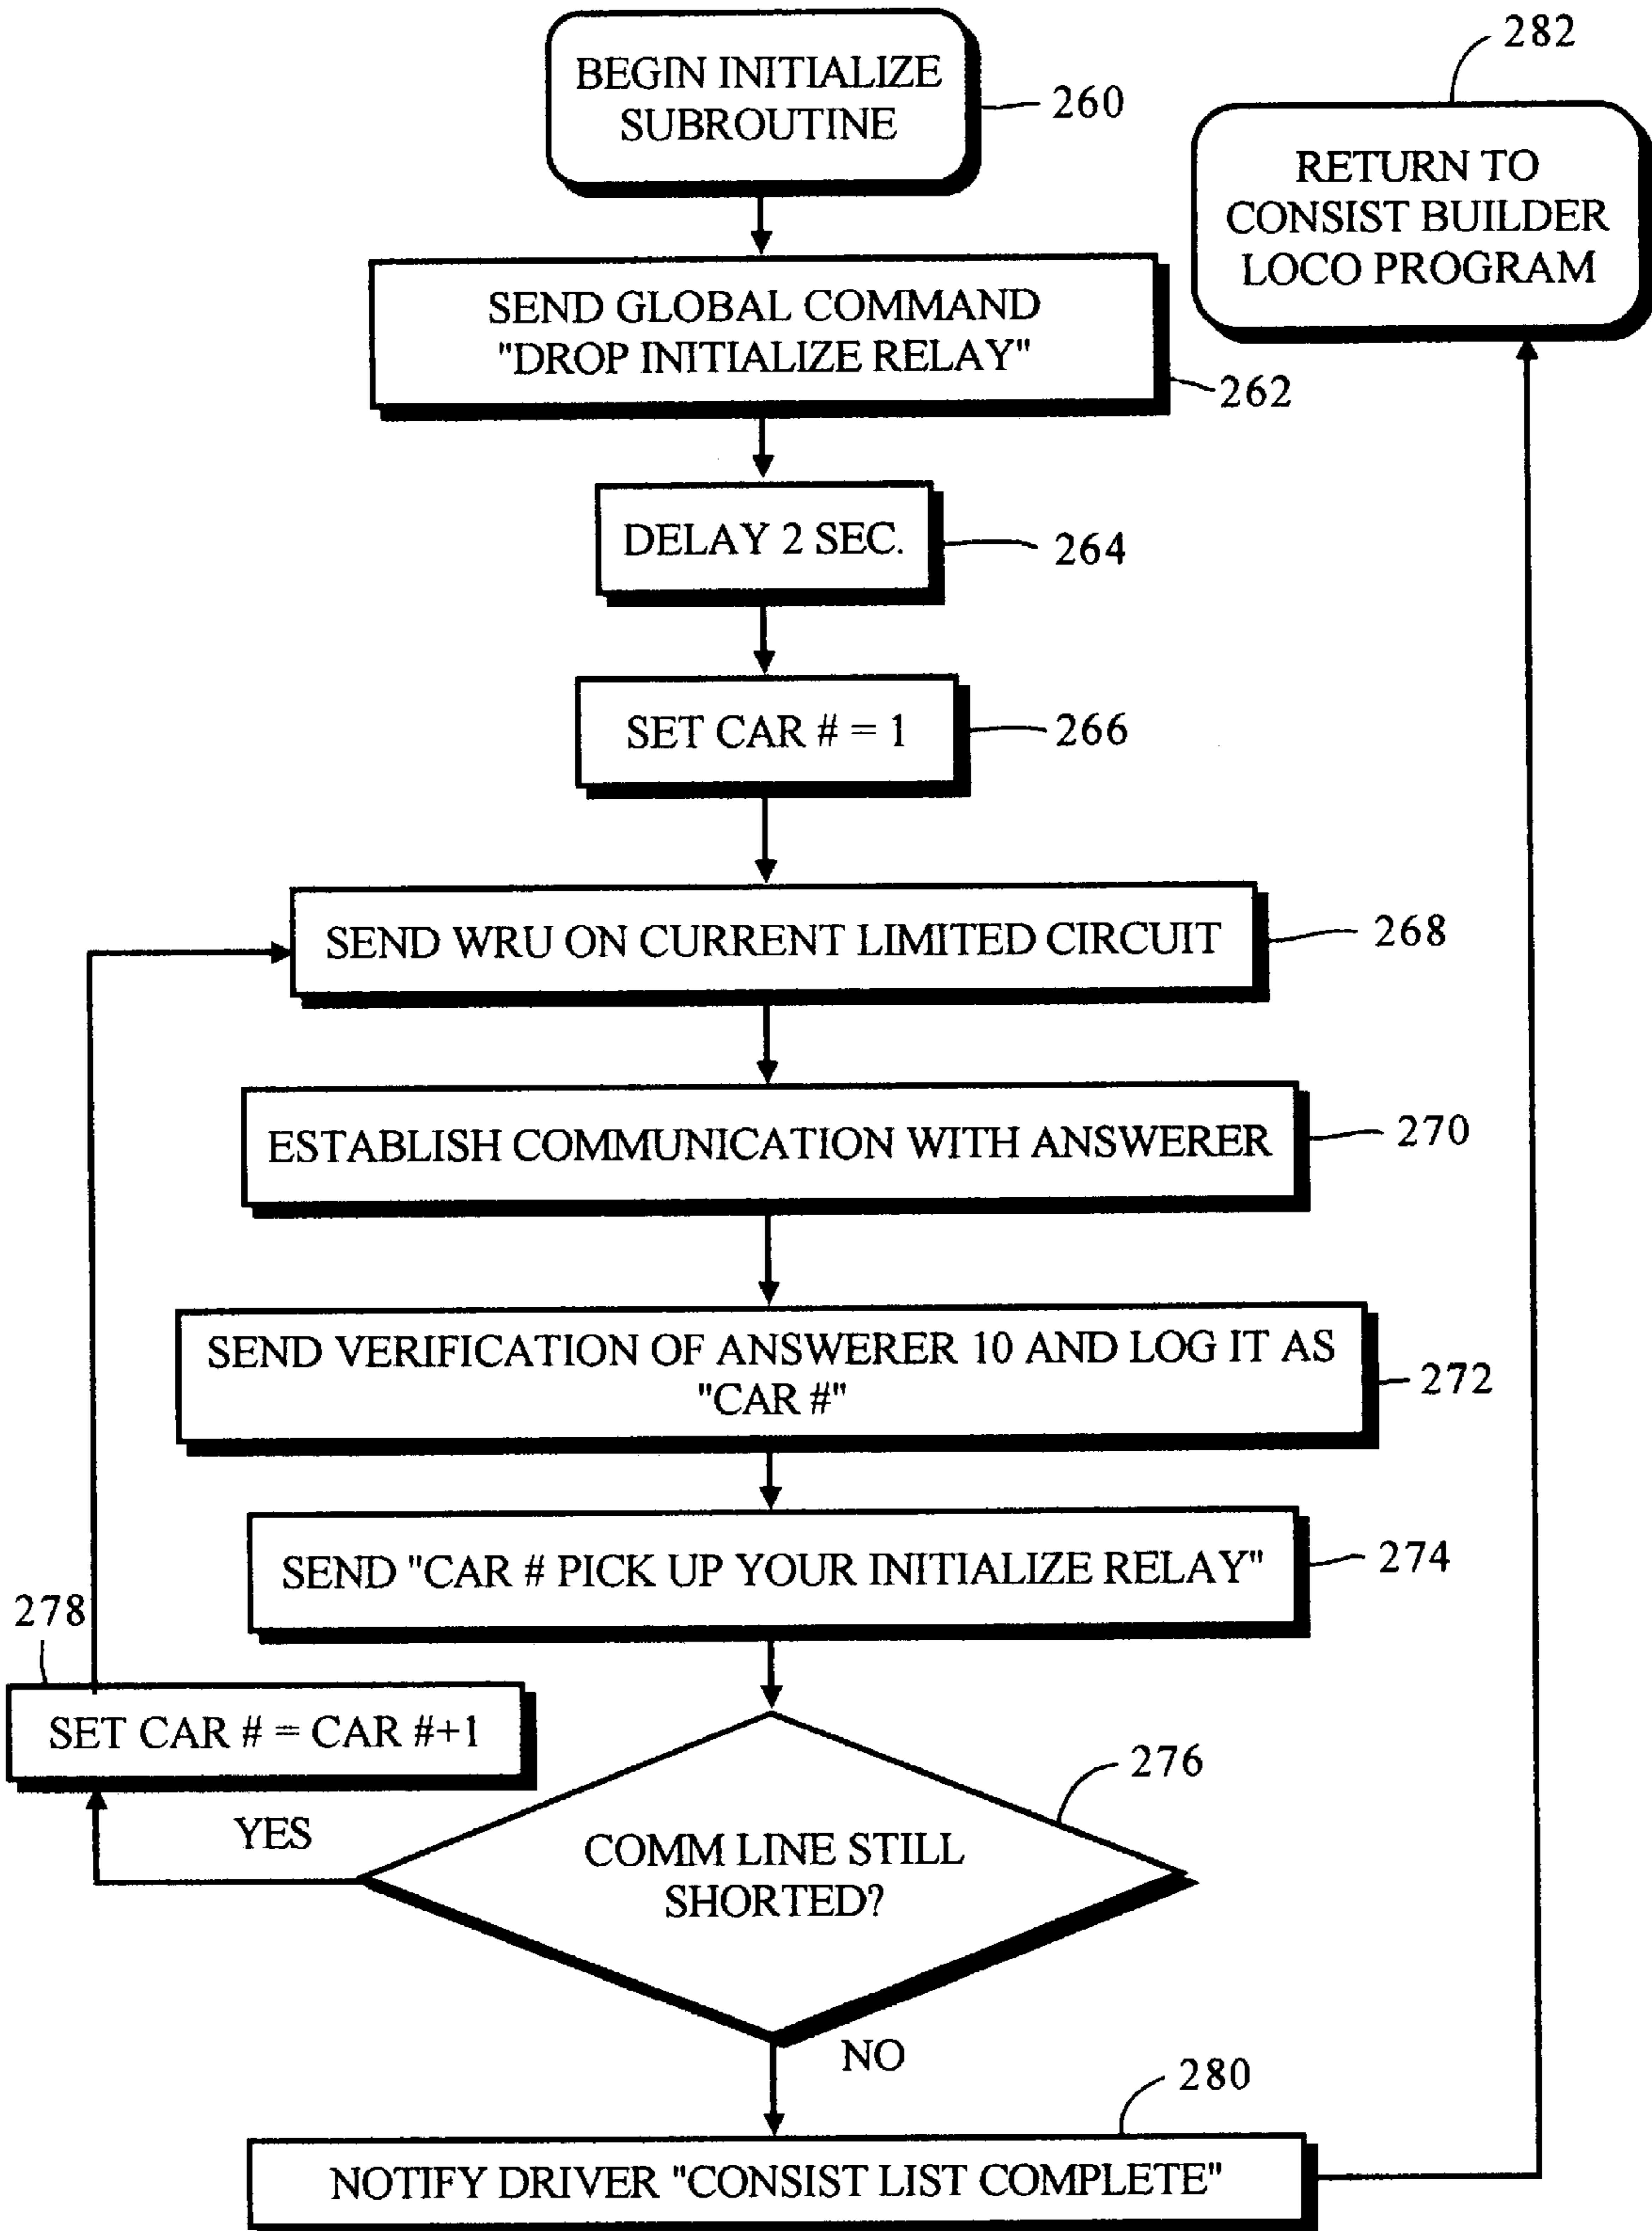 BEGIN INITIALIZE
SUBROUTINE
260
282
RETURN TO
CONSIST BUILDER
LOCO PROGRAM
SEND GLOBAL COMMAND
"DROP INITIALIZE RELAY"
262
DELAY 2 SEC.
264
SET CAR # = 1
266
SEND WRU ON CURRENT LIMITED CIRCUIT
268
ESTABLISH COMMUNICATION WITH ANSWERER
270
SEND VERIFICATION OF ANSWERER 10 AND LOG IT AS
"CAR #"
272
SEND "CAR # PICK UP YOUR INITIALIZE RELAY"
274
278
SET CAR # = CAR #+1
276
YES
COMM LINE STILL
SHORTED?
NO
280
NOTIFY DRIVER "CONSIST LIST COMPLETE"